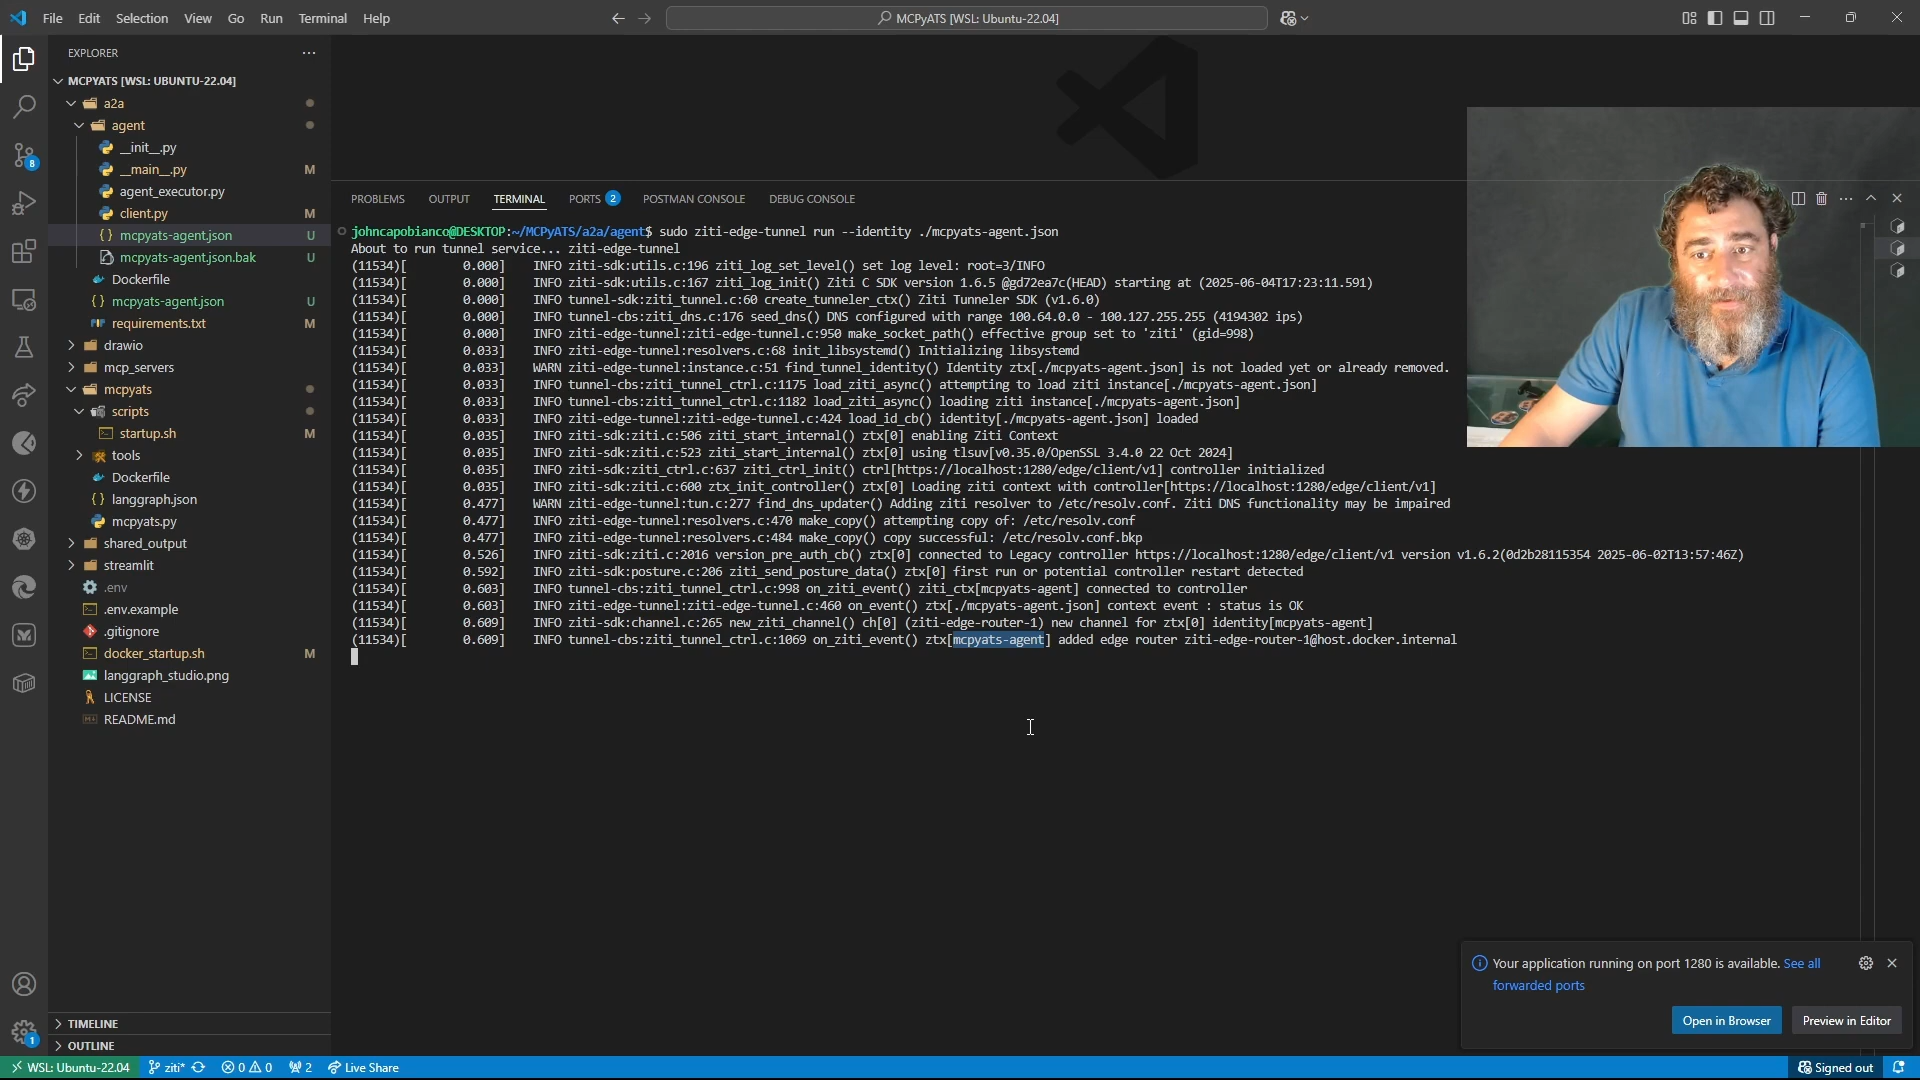 File Edit Selection View Go Run Terminal Help
MCPyATS [WSL: Ubuntu-22.04]
EXPLORER
MCPYATS [WSL: UBUNTU-22.04]
a2a
agent
__init__.py
__main__.py M
agent_executor.py
client.py M
mcpyats-agent.json U
mcpyats-agent.json.bak U
Dockerfile
mcpyats-agent.json U
requirements.txt M
drawio
mcp_servers
mcpyats
scripts
startup.sh M
tools
Dockerfile
langgraph.json
mcpyats.py
shared_output
streamlit
.env
.env.example
.gitignore
docker_startup.sh M
langgraph_studio.png
LICENSE
README.md
TIMELINE
OUTLINE
8
1
PROBLEMS OUTPUT TERMINAL PORTS 2 POSTMAN CONSOLE DEBUG CONSOLE
johncapobianco@DESKTOP:~/MCPyATS/a2a/agent$ sudo ziti-edge-tunnel run --identity ./mcpyats-agent.json
About to run tunnel service... ziti-edge-tunnel
(11534)[ 0.000] INFO ziti-sdk:utils.c:196 ziti_log_set_level() set log level: root=3/INFO
(11534)[ 0.000] INFO ziti-sdk:utils.c:167 ziti_log_init() Ziti C SDK version 1.6.5 @gd72ea7c(HEAD) starting at (2025-06-04T17:23:11.591)
(11534)[ 0.000] INFO tunnel-sdk:ziti_tunnel.c:60 create_tunneler_ctx() Ziti Tunneler SDK (v1.6.0)
(11534)[ 0.000] INFO tunnel-cbs:ziti_dns.c:176 seed_dns() DNS configured with range 100.64.0.0 - 100.127.255.255 (4194302 ips)
(11534)[ 0.000] INFO ziti-edge-tunnel:ziti-edge-tunnel.c:950 make_socket_path() effective group set to 'ziti' (gid=998)
(11534)[ 0.033] INFO ziti-edge-tunnel:resolvers.c:68 init_libsystemd() Initializing libsystemd
(11534)[ 0.033] WARN ziti-edge-tunnel:instance.c:51 find_tunnel_identity() Identity ztx[./mcpyats-agent.json] is not loaded yet or already removed.
(11534)[ 0.033] INFO tunnel-cbs:ziti_tunnel_ctrl.c:1175 load_ziti_async() attempting to load ziti instance[./mcpyats-agent.json]
(11534)[ 0.033] INFO tunnel-cbs:ziti_tunnel_ctrl.c:1182 load_ziti_async() loading ziti instance[./mcpyats-agent.json]
(11534)[ 0.033] INFO ziti-edge-tunnel:ziti-edge-tunnel.c:424 load_id_cb() identity[./mcpyats-agent.json] loaded
(11534)[ 0.035] INFO ziti-sdk:ziti.c:506 ziti_start_internal() ztx[0] enabling Ziti Context
(11534)[ 0.035] INFO ziti-sdk:ziti.c:523 ziti_start_internal() ztx[0] using tlsuv[v0.35.0/OpenSSL 3.4.0 22 Oct 2024]
(11534)[ 0.035] INFO ziti-sdk:ziti_ctrl.c:637 ziti_ctrl_init() ctrl[https://localhost:1280/edge/client/v1] controller initialized
(11534)[ 0.035] INFO ziti-sdk:ziti.c:600 ztx_init_controller() ztx[0] Loading ziti context with controller[https://localhost:1280/edge/client/v1]
(11534)[ 0.477] WARN ziti-edge-tunnel:tun.c:277 find_dns_updater() Adding ziti resolver to /etc/resolv.conf. Ziti DNS functionality may be impaired
(11534)[ 0.477] INFO ziti-edge-tunnel:resolvers.c:470 make_copy() attempting copy of: /etc/resolv.conf
(11534)[ 0.477] INFO ziti-edge-tunnel:resolvers.c:484 make_copy() copy successful: /etc/resolv.conf.bkp
(11534)[ 0.526] INFO ziti-sdk:ziti.c:2016 version_pre_auth_cb() ztx[0] connected to Legacy controller https://localhost:1280/edge/client/v1 version v1.6.2(0d2b28115354 2025-06-02T13:57:46Z)
(11534)[ 0.592] INFO ziti-sdk:posture.c:206 ziti_send_posture_data() ztx[0] first run or potential controller restart detected
(11534)[ 0.603] INFO tunnel-cbs:ziti_tunnel_ctrl.c:998 on_ziti_event() ziti_ctx[mcpyats-agent] connected to controller
(11534)[ 0.603] INFO ziti-edge-tunnel:ziti-edge-tunnel.c:460 on_event() ztx[./mcpyats-agent.json] context event : status is OK
(11534)[ 0.609] INFO ziti-sdk:channel.c:265 new_ziti_channel() ch[0] (ziti-edge-router-1) new channel for ztx[0] identity[mcpyats-agent]
(11534)[ 0.609] INFO tunnel-cbs:ziti_tunnel_ctrl.c:1069 on_ziti_event() ztx[mcpyats-agent] added edge router ziti-edge-router-1@host.docker.internal
Your application running on port 1280 is available. See all
forwarded ports
Open in Browser Preview in Editor
WSL: Ubuntu-22.04 ziti* 0 0 2 Live Share Signed out